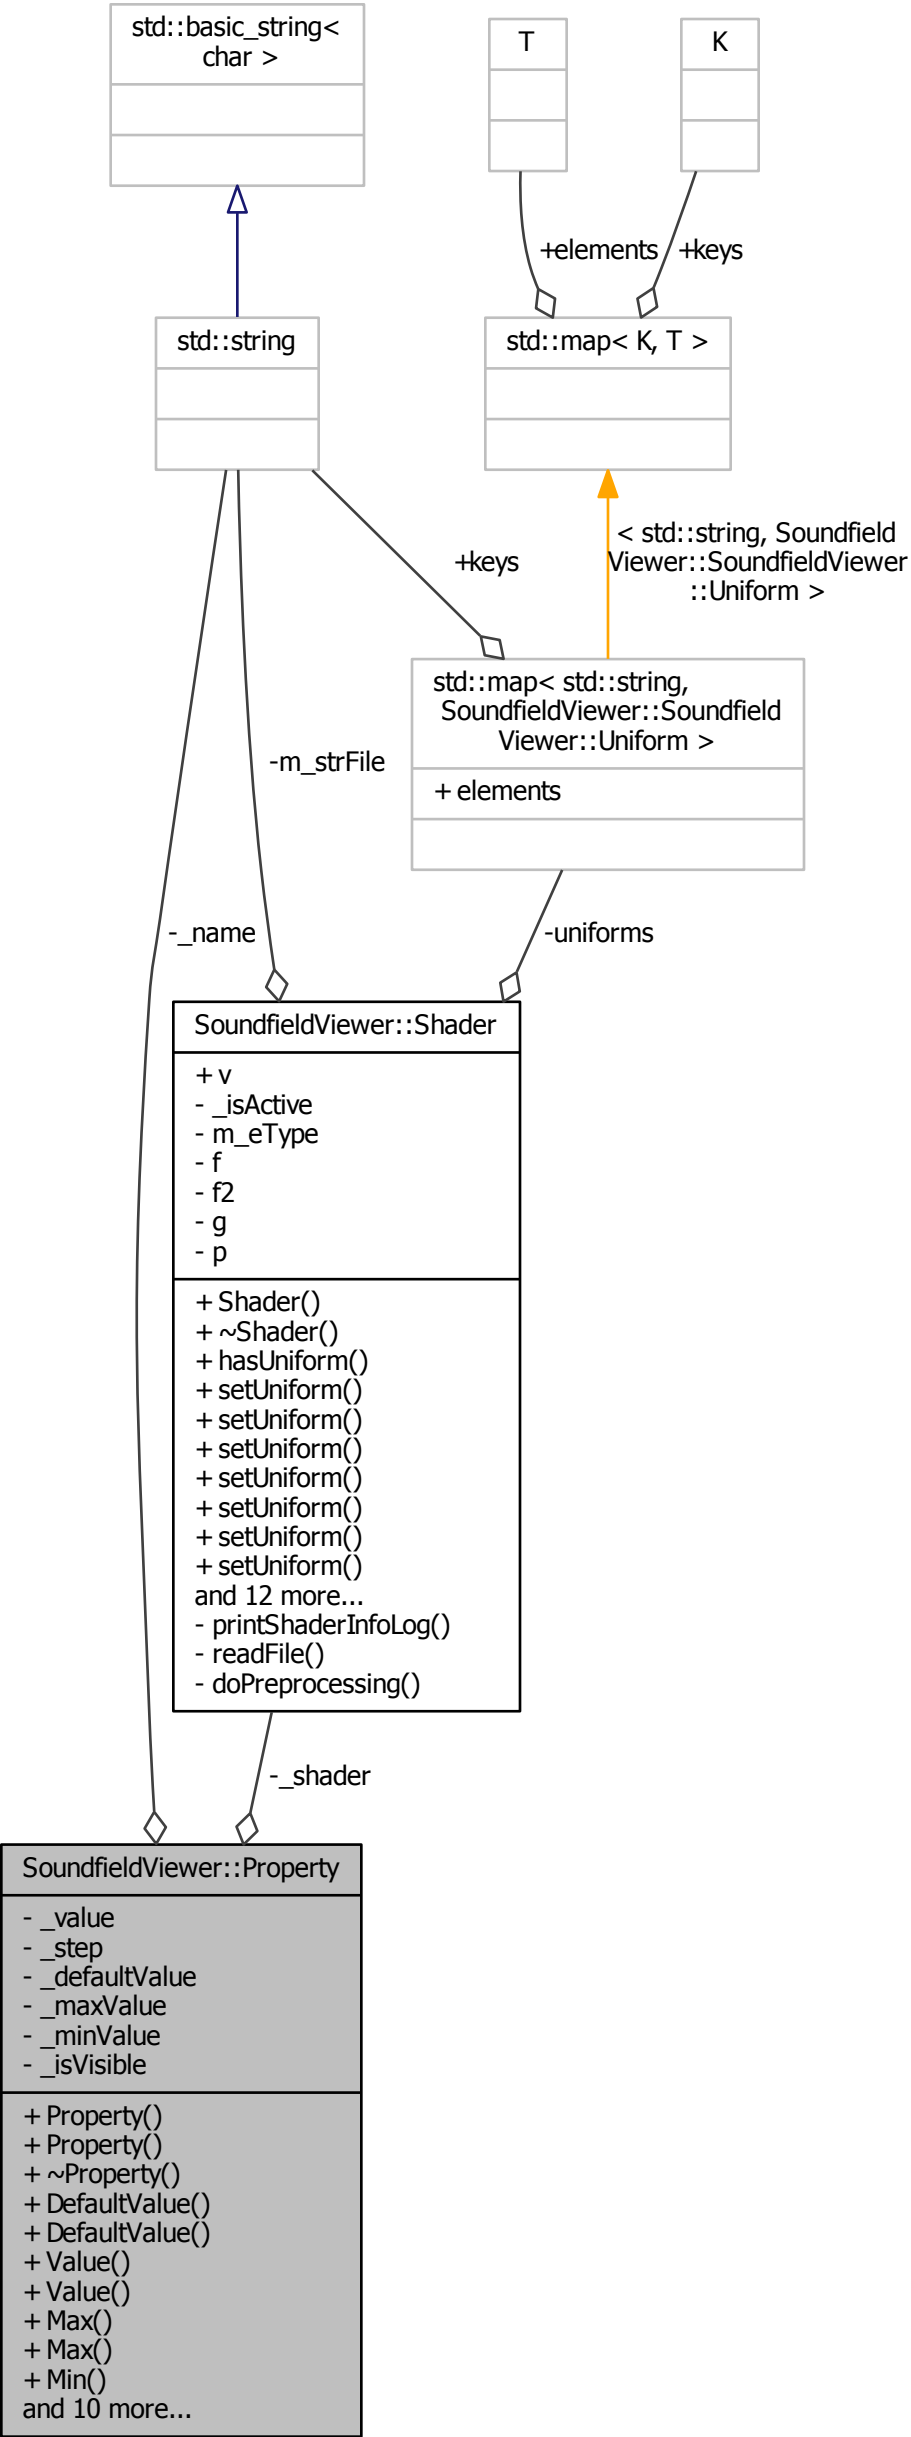 std::basic_string<
char >
T
K
+elements
+keys
std::string
std::map< K, T >
< std::string, Soundfield
Viewer::SoundfieldViewer
::Uniform >
+keys
std::map< std::string,
SoundfieldViewer::Soundfield
Viewer::Uniform >
+ elements
-m_strFile
-_name
-uniforms
SoundfieldViewer::Shader
+ v
- _isActive
- m_eType
- f
- f2
- g
- p
+ Shader()
+ ~Shader()
+ hasUniform()
+ setUniform()
+ setUniform()
+ setUniform()
+ setUniform()
+ setUniform()
+ setUniform()
+ setUniform()
and 12 more...
- printShaderInfoLog()
- readFile()
- doPreprocessing()
-_shader
SoundfieldViewer::Property
- _value
- _step
- _defaultValue
- _maxValue
- _minValue
- _isVisible
+ Property()
+ Property()
+ ~Property()
+ DefaultValue()
+ DefaultValue()
+ Value()
+ Value()
+ Max()
+ Max()
+ Min()
and 10 more...